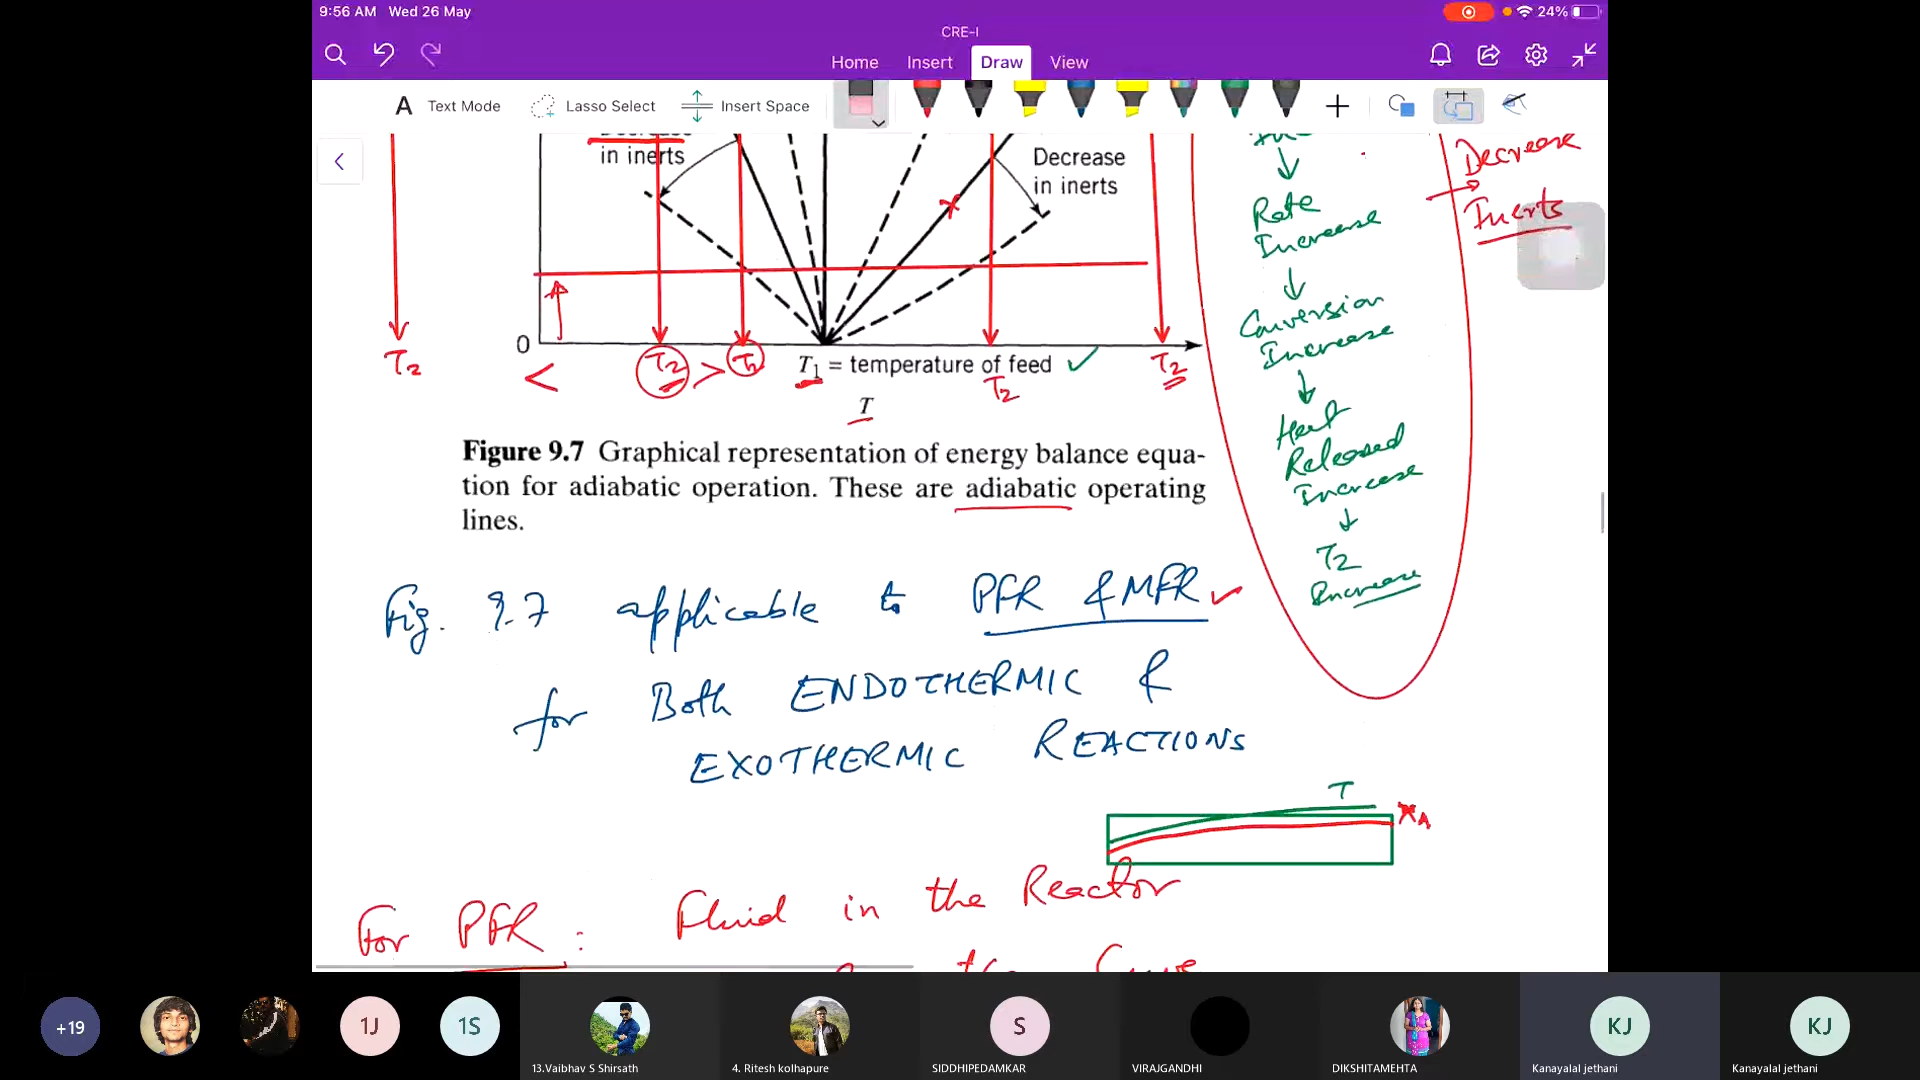 9:56 AM Wed 26 May
24%
CRE-I
Home Insert Draw View
A Text Mode Lasso Select Insert Space
in inerts
Decrease
in inerts
0
T2
<
T2
>
T2
T1 = temperature of feed
T2
T2
T
Figure 9.7 Graphical representation of energy balance equa-
tion for adiabatic operation. These are adiabatic operating
lines.
Rate
Increase
Conversion
Increase
Heat
Released
Increase
T2
Increase
Decrease
Inerts
Fig. 9.7 applicable to PFR & MFR
for Both ENDOTHERMIC &
EXOTHERMIC REACTIONS
T
XA
For PFR : Fluid in the Reactor
the
+19
1J
1S
S
KJ
KJ
13.Vaibhav S Shirsath
4. Ritesh kolhapure
SIDDHIPEDAMKAR
VIRAJGANDHI
DIKSHITAMEHTA
Kanayalal jethani
Kanayalal jethani